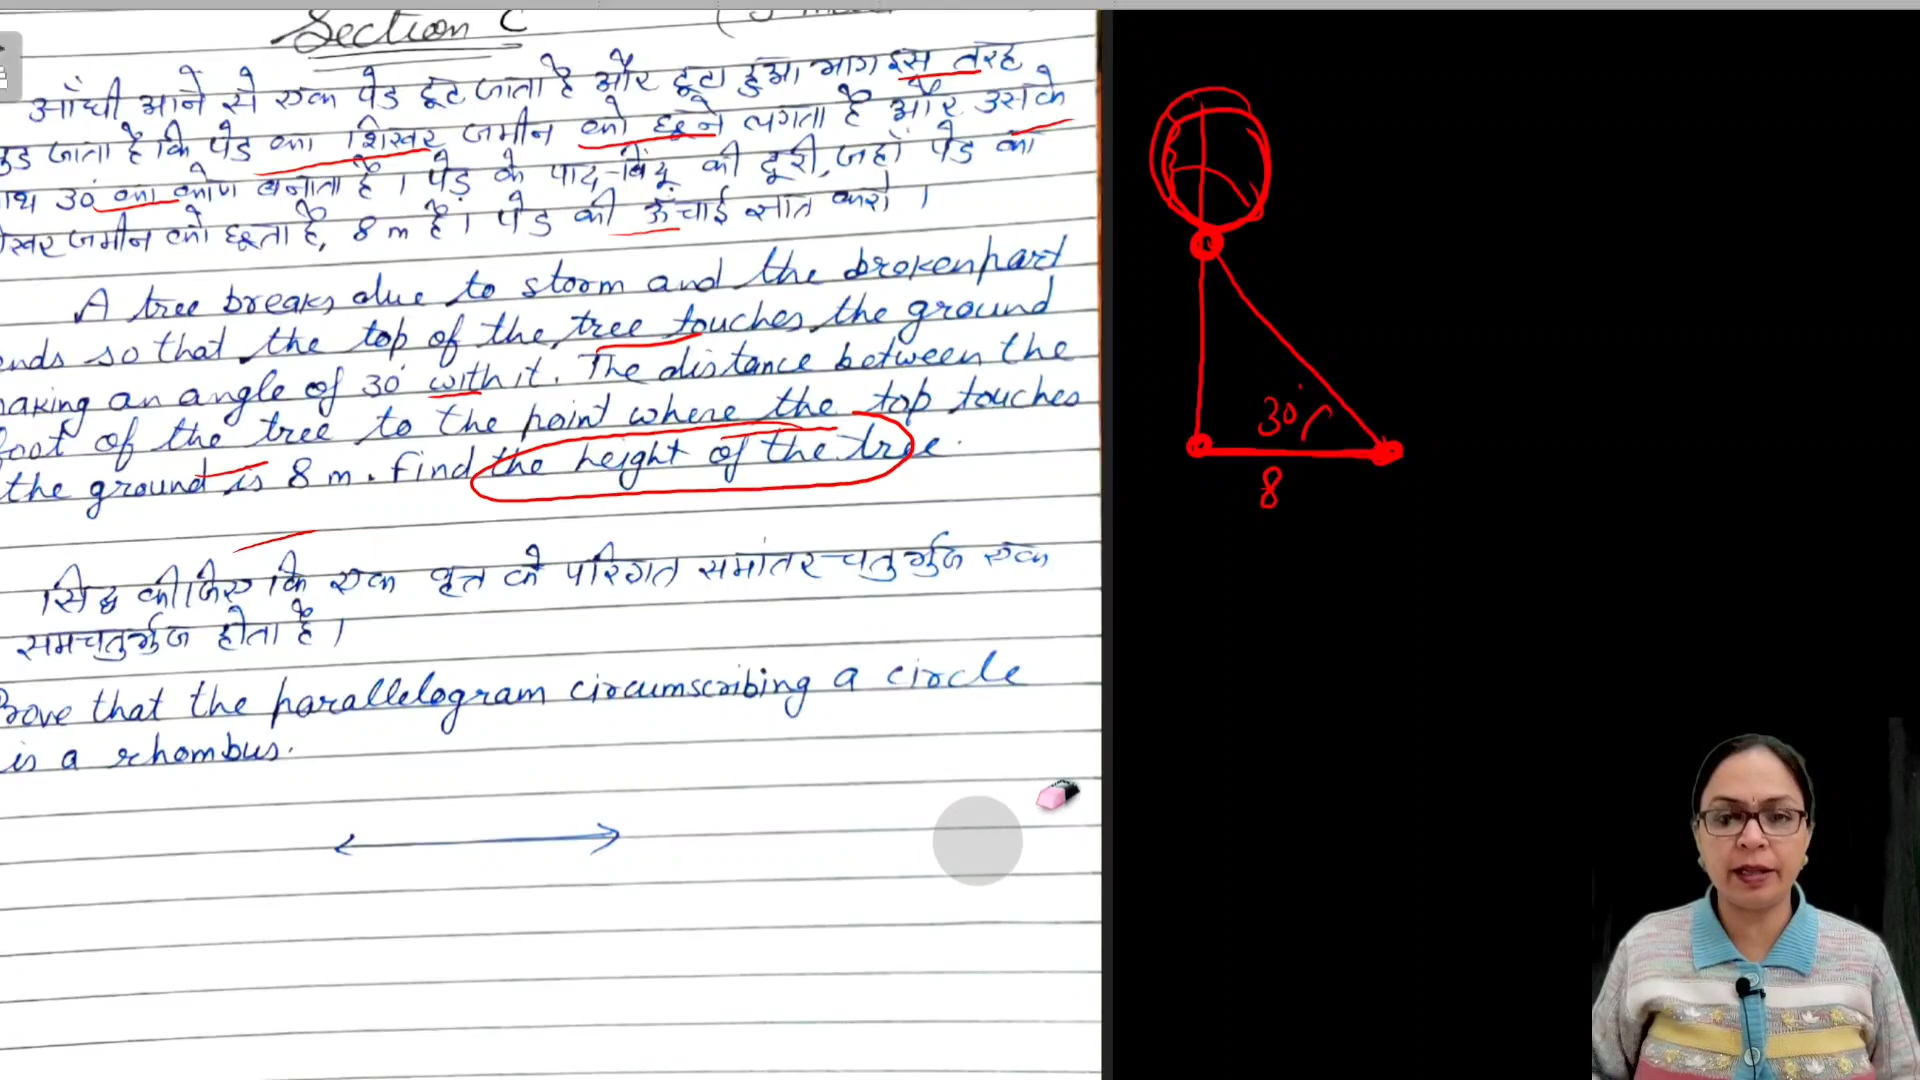 Section C
आँधी आने से एक पेड टूट जाता है और टूटा हुआ भाग इस तरह
मुड जाता है कि पेड का शिखर जमीन को छूने लगता है और उसके
साथ 30° का कोण बनाता है। पेड़ के पाद-बिंदू की दूरी, जहाँ पेड का
शिखर जमीन को छूता है, 8 m है। पेड की ऊँचाई ज्ञात करो।
A tree breaks due to storm and the broken part
ends so that the top of the tree touches the ground
making an angle of 30° with it. The distance between the
foot of the tree to the point where the top touches
the ground is 8 m. Find the height of the tree.
सिद्ध कीजिए कि एक वृत्त के परिगत समांतर चतुर्भुज एक
समचतुर्भुज होता है।
Prove that the parallelogram circumscribing a circle
is a rhombus.
30°
8